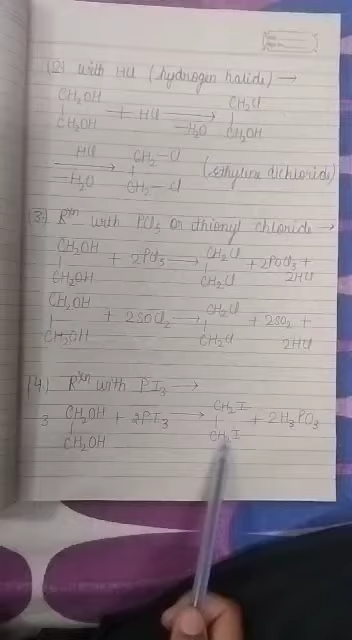 (2) with HCl (hydrogen halide) →
CH2OH CH2Cl
| + HCl → |
CH2OH -H2O CH2OH
HCl CH2-Cl
→ | (ethylene dichloride)
-H2O CH2-Cl
(3.) Rxn with PCl5 or thionyl chloride →
CH2OH CH2Cl
| + 2PCl5 → | + 2POCl3 +
CH2OH CH2Cl 2HCl
CH2OH CH2Cl
| + 2SOCl2 → | + 2SO2 +
CH2OH CH2Cl 2HCl
(4.) Rxn with PI3 →
3 CH2OH + 2PI3 → CH2I + 2H3PO3
| |
CH2OH CH2I